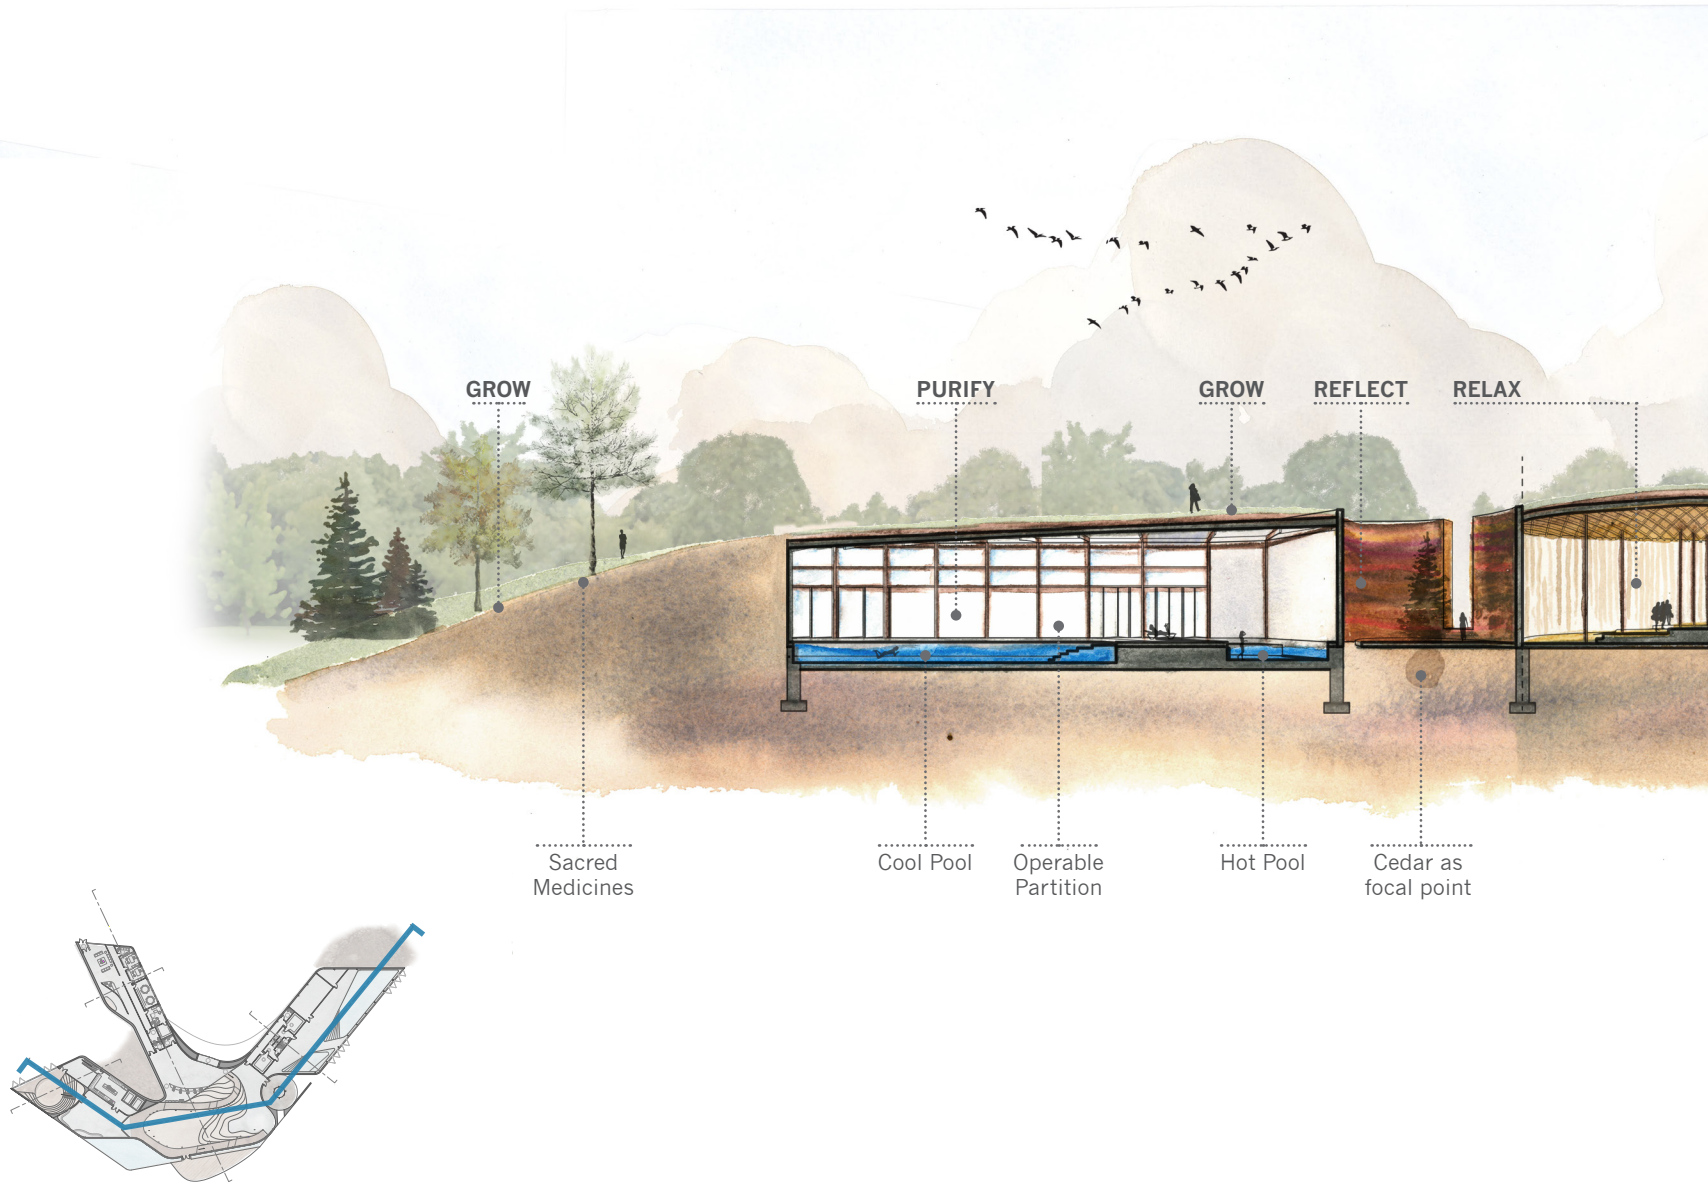 GROW
PURIFY
GROW
REFLECT
RELAX
Sacred
Medicines
Cool Pool
Operable
Partition
Hot Pool
Cedar as
focal point